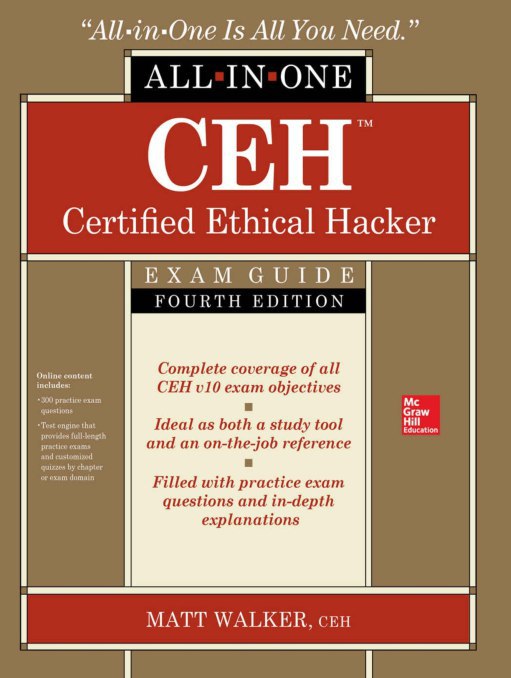 “All▪in▪One Is All You Need.”
ALL▪IN▪ONE
CEH™
Certified Ethical Hacker
EXAM GUIDE
FOURTH EDITION
Online content
includes:
•300 practice exam
questions
•Test engine that
provides full-length
practice exams
and customized
quizzes by chapter
or exam domain
Complete coverage of all
CEH v10 exam objectives
Ideal as both a study tool
and an on-the-job reference
Filled with practice exam
questions and in-depth
explanations
Mc
Graw
Hill
Education
MATT WALKER, CEH